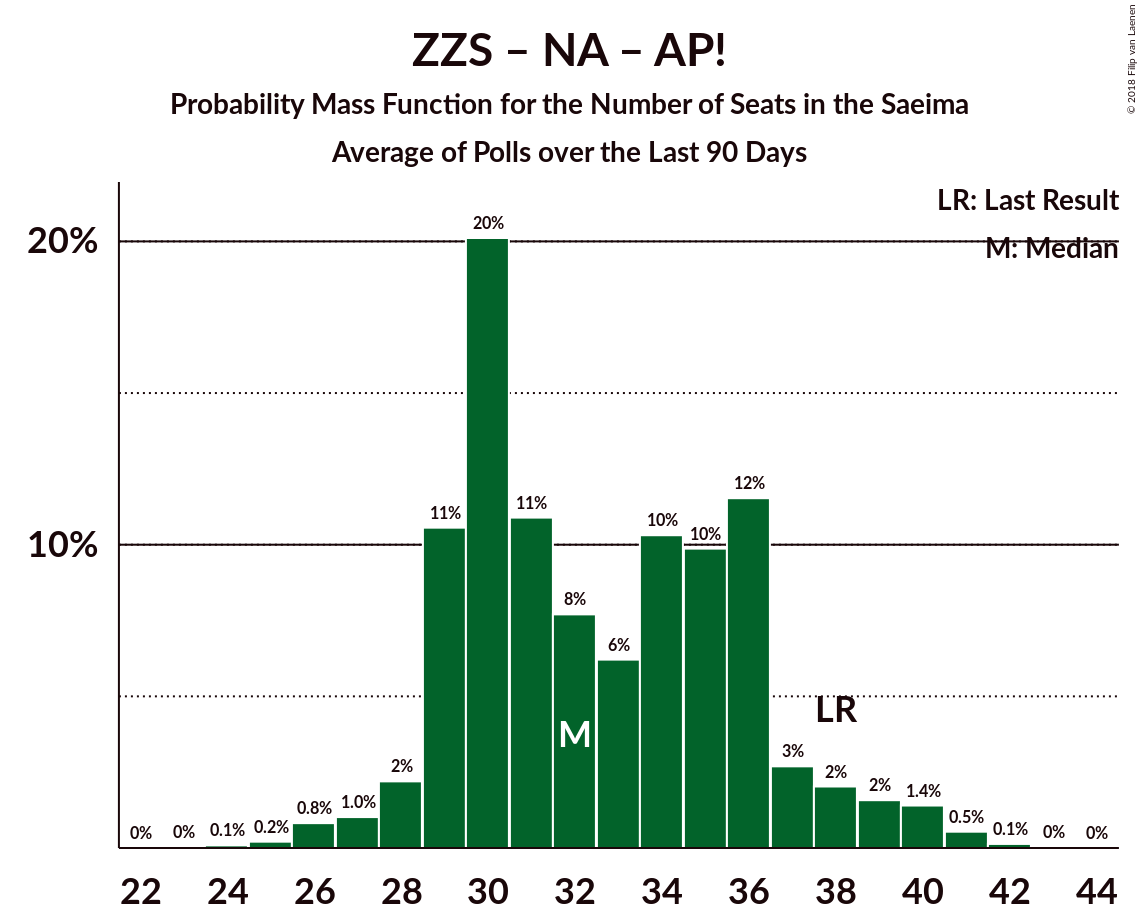 ZZS – NA – AP!
Probability Mass Function for the Number of Seats in the Saeima
Average of Polls over the Last 90 Days
© 2018 Filip van Laenen
LR: Last Result
M: Median
20%
10%
0%
0%
0.1%
0.2%
0.8%
1.0%
2%
11%
20%
11%
8%
6%
10%
10%
12%
3%
2%
2%
1.4%
0.5%
0.1%
0%
0%
M
LR
22 24 26 28 30 32 34 36 38 40 42 44